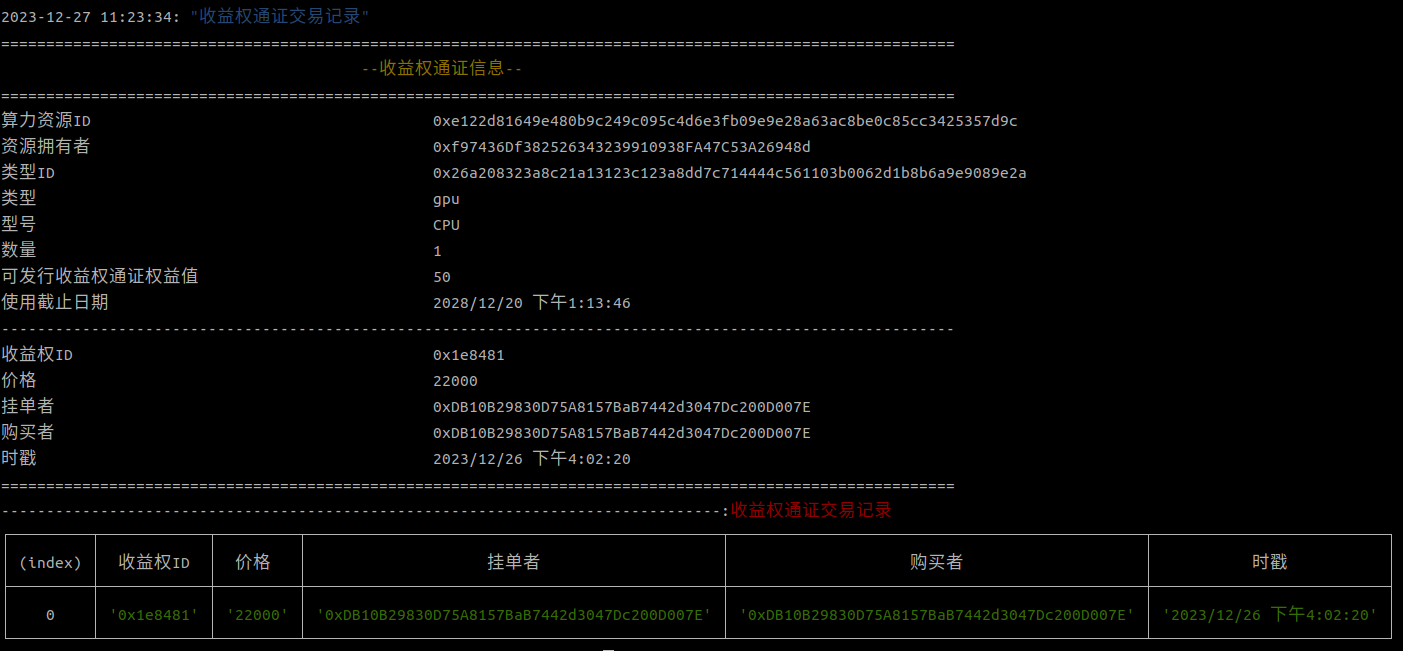 2023-12-27 11:23:34: "收益权通证交易记录"
==========================================================================================================
--收益权通证信息--
==========================================================================================================
算力资源ID 0xe122d81649e480b9c249c095c4d6e3fb09e9e28a63ac8be0c85cc3425357d9c
资源拥有者 0xf97436Df382526343239910938FA47C53A26948d
类型ID 0x26a208323a8c21a13123c123a8dd7c714444c561103b0062d1b8b6a9e9089e2a
类型 gpu
型号 CPU
数量 1
可发行收益权通证权益值 50
使用截止日期 2028/12/20 下午1:13:46
----------------------------------------------------------------------------------------------------------
收益权ID 0x1e8481
价格 22000
挂单者 0xDB10B29830D75A8157BaB7442d3047Dc200D007E
购买者 0xDB10B29830D75A8157BaB7442d3047Dc200D007E
时戳 2023/12/26 下午4:02:20
==========================================================================================================
--------------------------------------------------------------------------------:收益权通证交易记录
(index) 收益权ID 价格 挂单者 购买者 时戳
0 '0x1e8481' '22000' '0xDB10B29830D75A8157BaB7442d3047Dc200D007E' '0xDB10B29830D75A8157BaB7442d3047Dc200D007E' '2023/12/26 下午4:02:20'